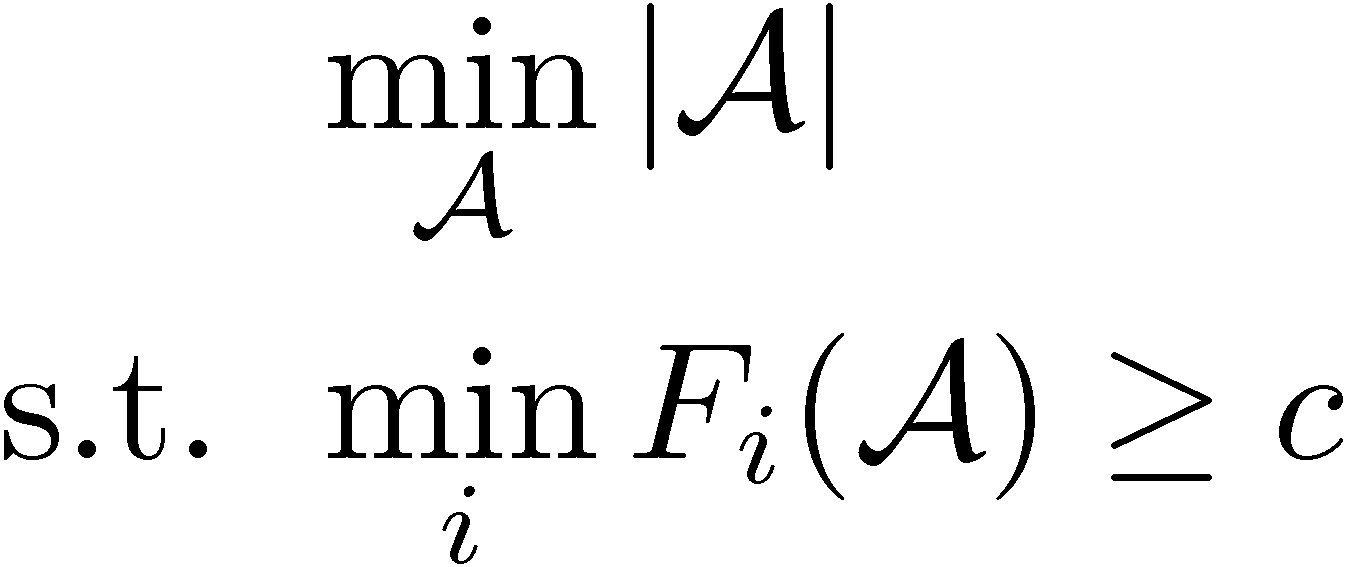 min_𝒜 |𝒜|
s.t. min_i F_i(𝒜) ≥ c